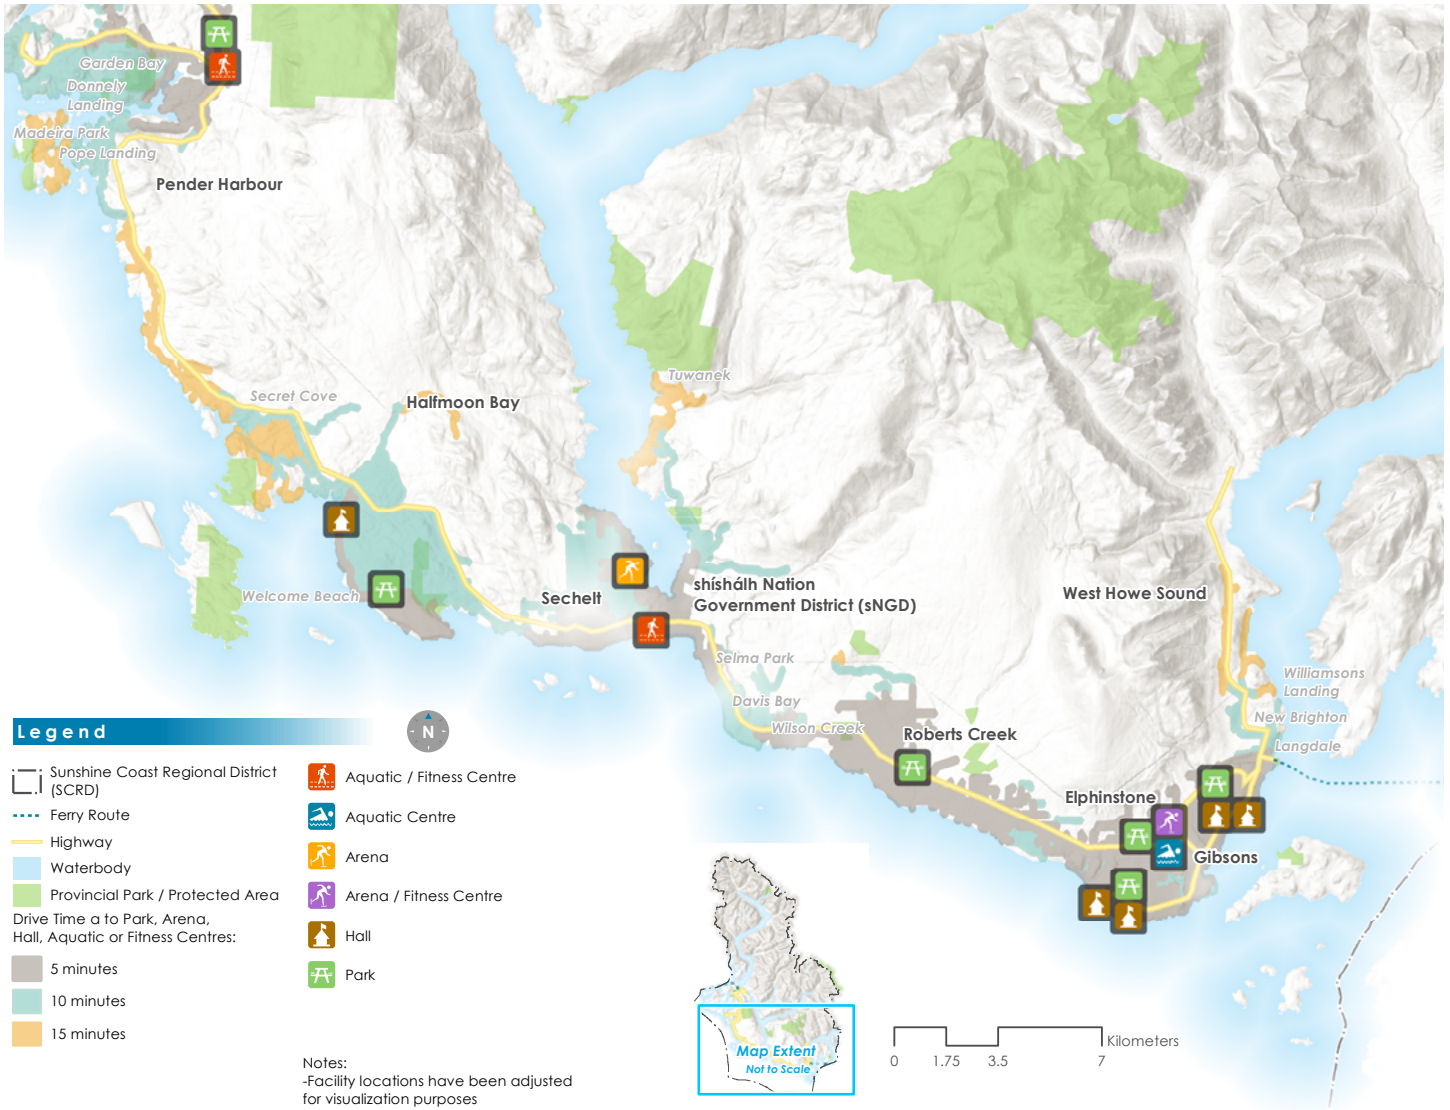 Garden Bay
Donnely
Landing
Madeira Park
Pope Landing
Pender Harbour
Tuwanek
Secret Cove
Halfmoon Bay
Welcome Beach
Sechelt
shíshálh Nation
Government District (sNGD)
West Howe Sound
Selma Park
Williamsons
Landing
Davis Bay
New Brighton
Wilson Creek
Roberts Creek
Langdale
Elphinstone
Gibsons
Legend
N
Sunshine Coast Regional District
(SCRD)
Ferry Route
Highway
Waterbody
Provincial Park / Protected Area
Drive Time a to Park, Arena,
Hall, Aquatic or Fitness Centres:
5 minutes
10 minutes
15 minutes
Aquatic / Fitness Centre
Aquatic Centre
Arena
Arena / Fitness Centre
Hall
Park
Notes:
-Facility locations have been adjusted
for visualization purposes
Map Extent
Not to Scale
Kilometers
0 1.75 3.5 7